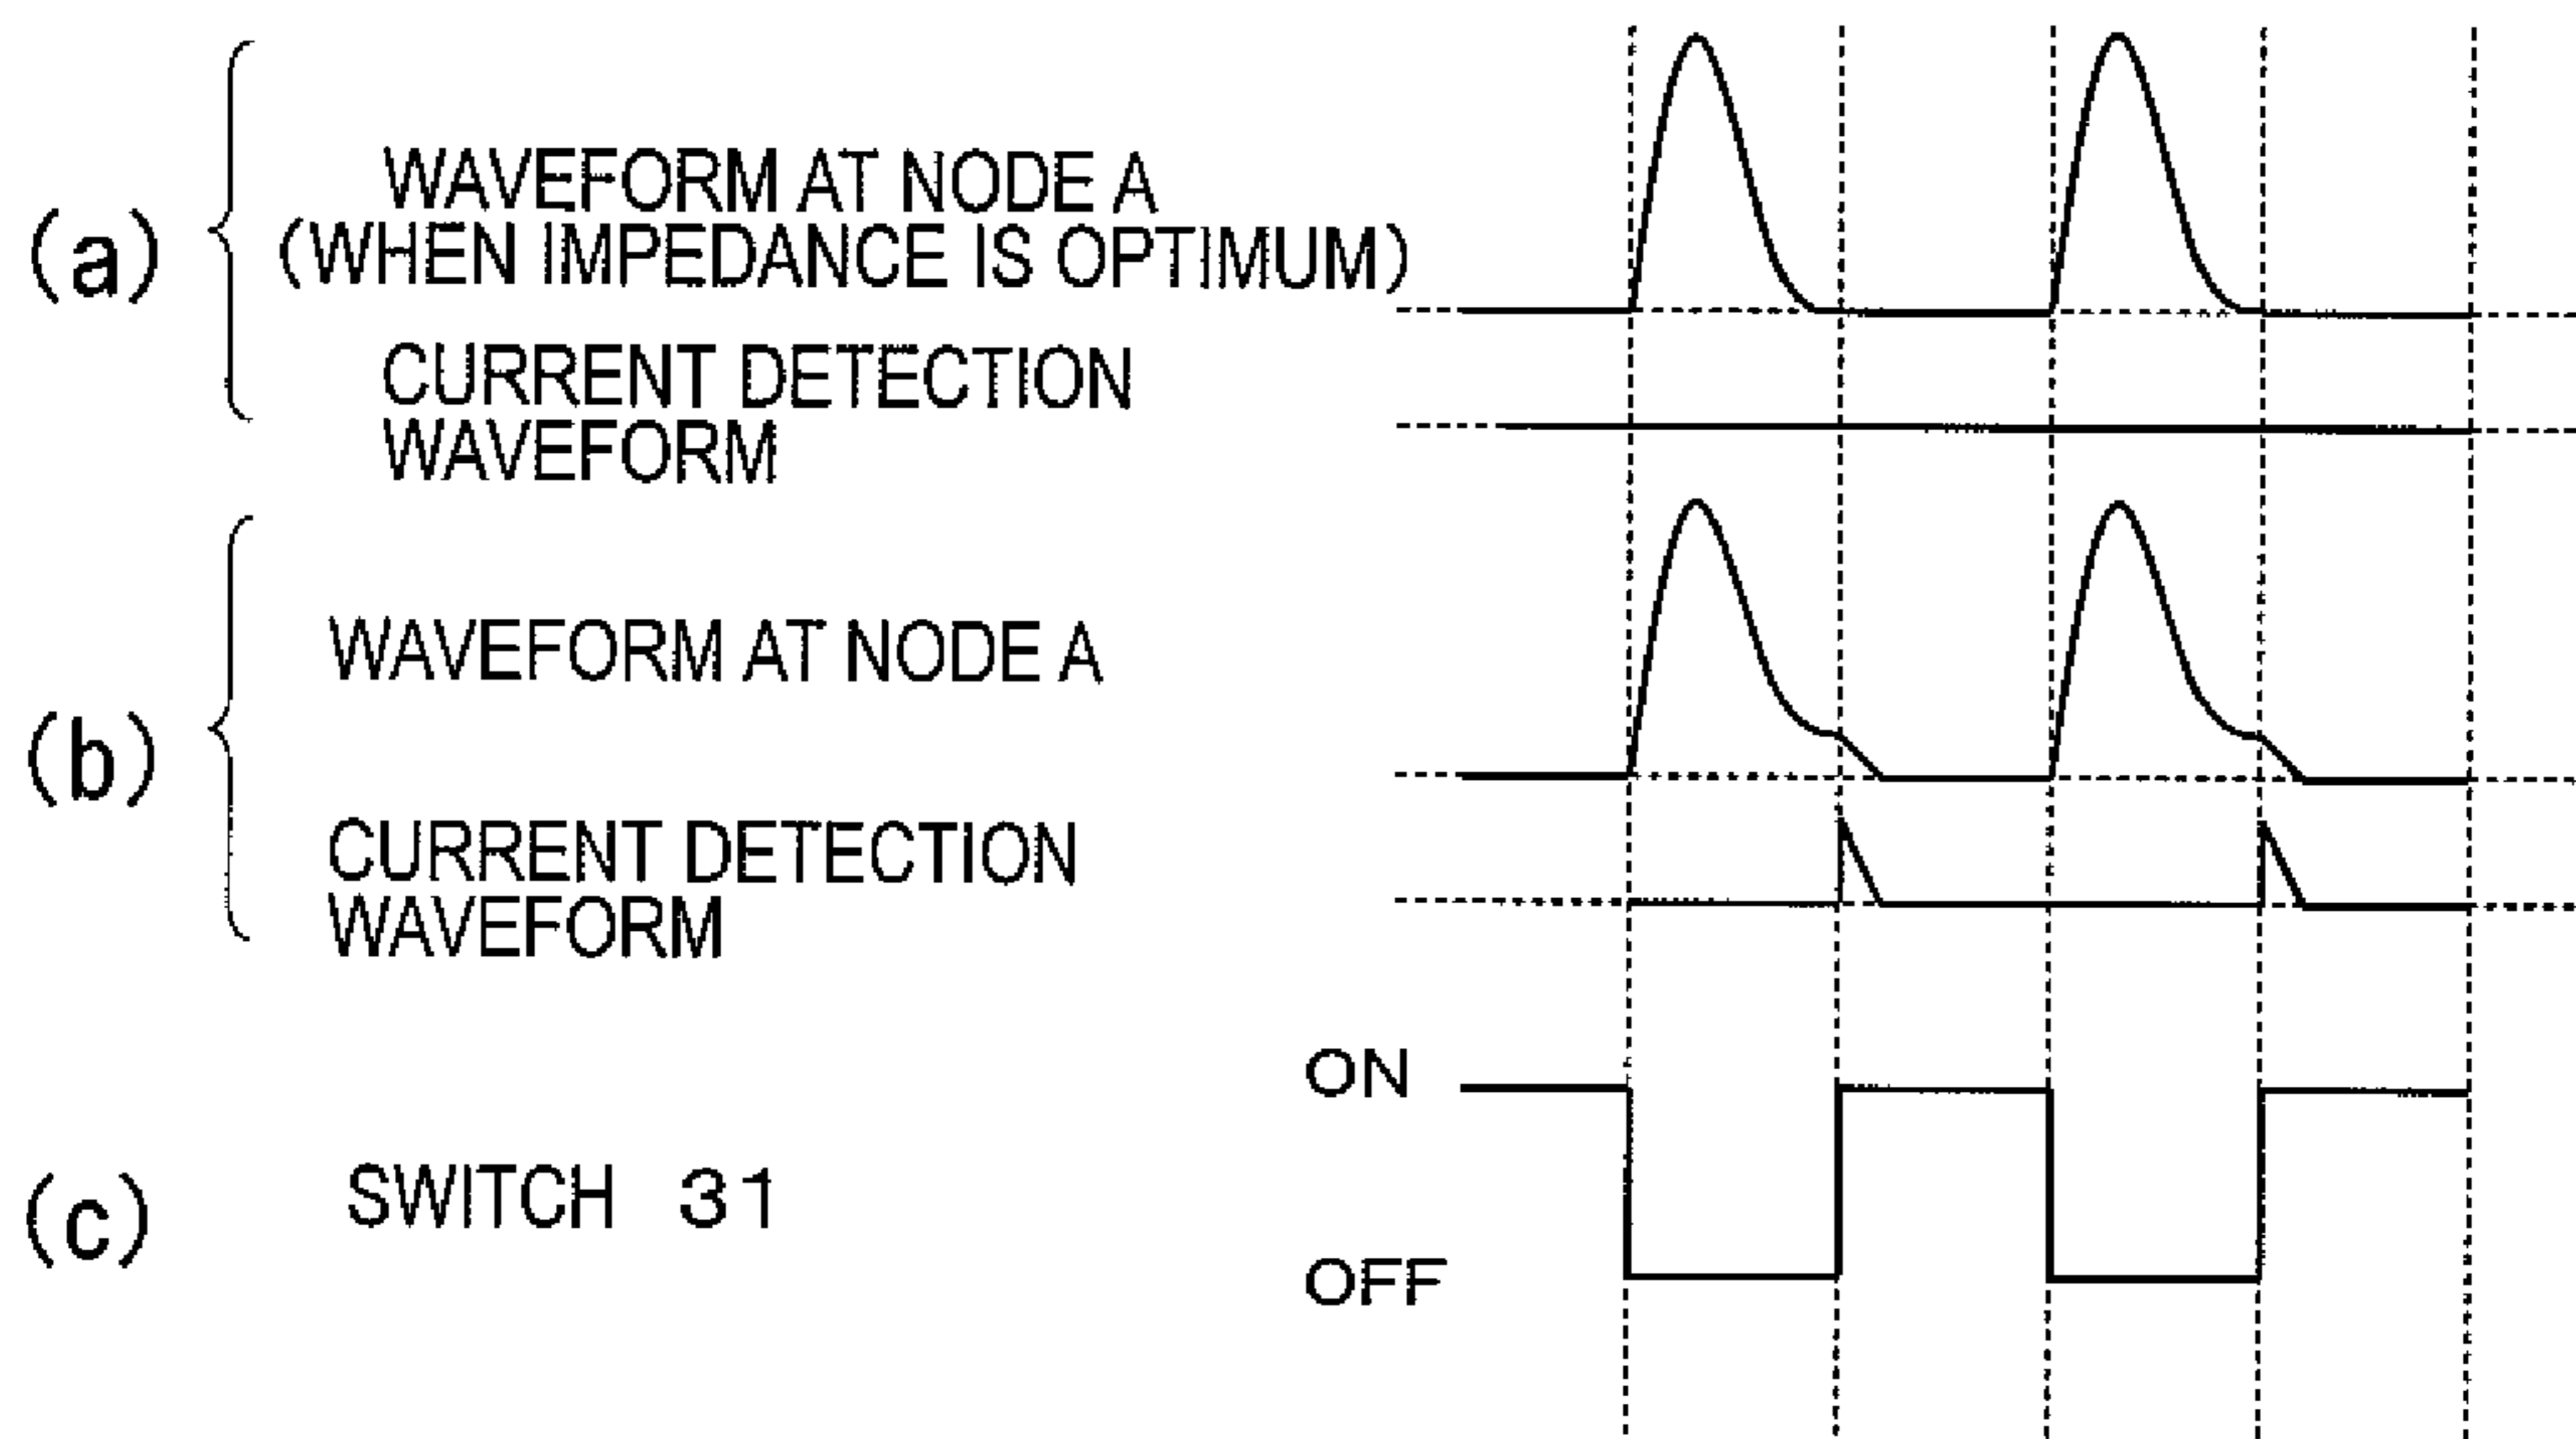 (a)
WAVEFORM AT NODE A
(WHEN IMPEDANCE IS OPTIMUM)
CURRENT DETECTION
WAVEFORM
(b)
WAVEFORM AT NODE A
CURRENT DETECTION
WAVEFORM
(c)
SWITCH 31
ON
OFF